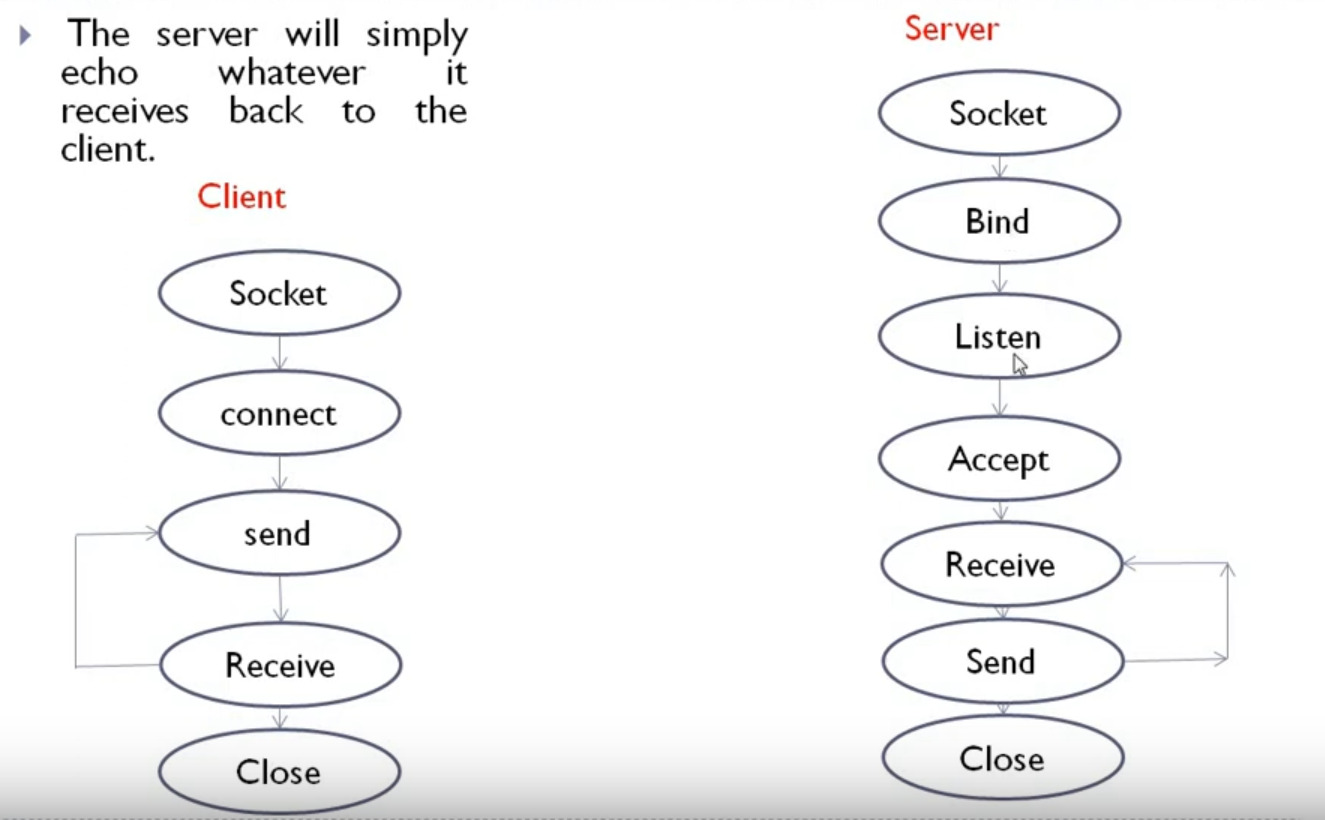 The server will simply
echo whatever it
receives back to the
client.
Client
Socket
connect
send
Receive
Close
Server
Socket
Bind
Listen
Accept
Receive
Send
Close